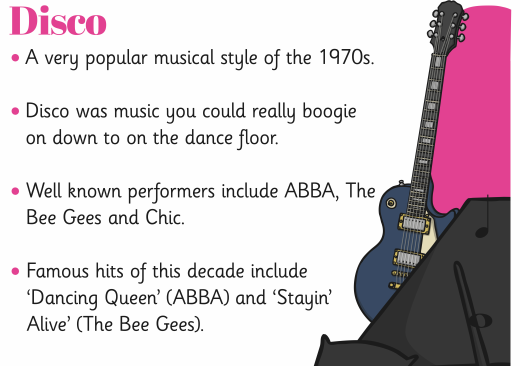 Disco
• A very popular musical style of the 1970s.
• Disco was music you could really boogie
on down to on the dance floor.
• Well known performers include ABBA, The
Bee Gees and Chic.
• Famous hits of this decade include
‘Dancing Queen’ (ABBA) and ‘Stayin’
Alive’ (The Bee Gees).